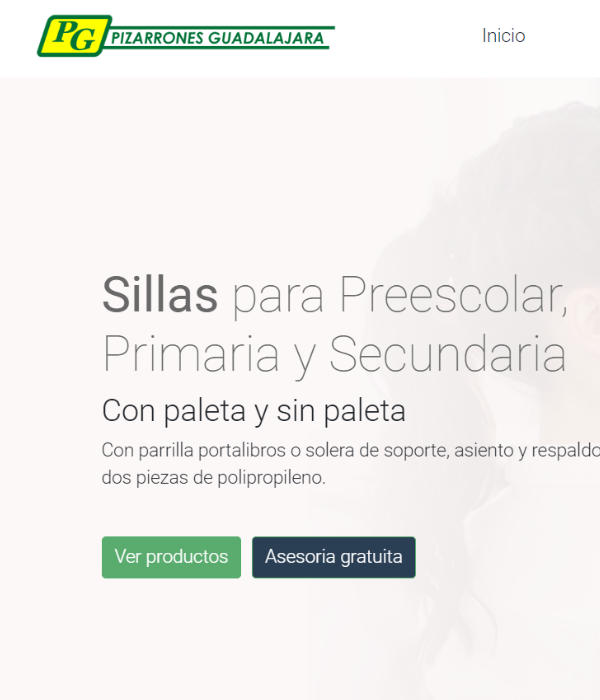 PG PIZARRONES GUADALAJARA
Inicio
Sillas para Preescolar,
Primaria y Secundaria
Con paleta y sin paleta
Con parrilla portalibros o solera de soporte, asiento y respaldo
dos piezas de polipropileno.
Ver productos
Asesoria gratuita